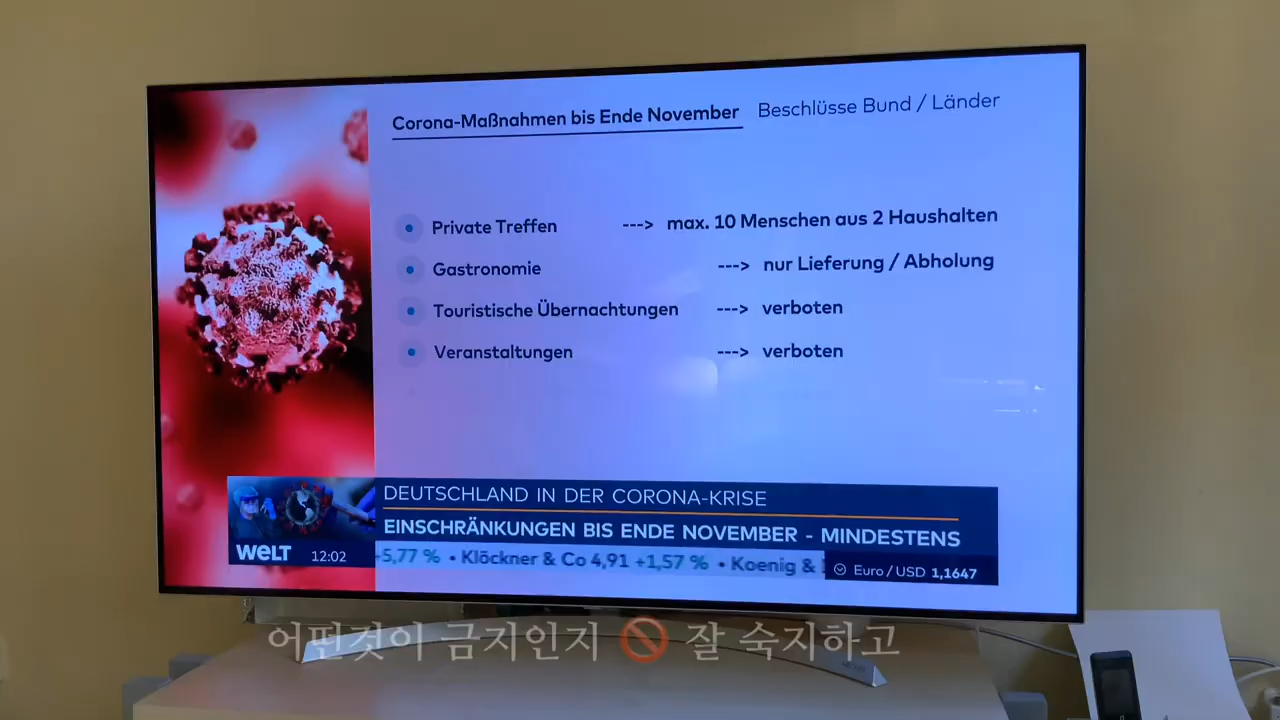 Corona-Maßnahmen bis Ende November Beschlüsse Bund / Länder
Private Treffen ---> max. 10 Menschen aus 2 Haushalten
Gastronomie ---> nur Lieferung / Abholung
Touristische Übernachtungen ---> verboten
Veranstaltungen ---> verboten
DEUTSCHLAND IN DER CORONA-KRISE
EINSCHRÄNKUNGEN BIS ENDE NOVEMBER - MINDESTENS
WELT 12:02 +5,77 % • Klöckner & Co 4,91 +1,57 % • Koenig & Euro / USD 1,1647
어떤것이 금지인지 🚫 잘 숙지하고